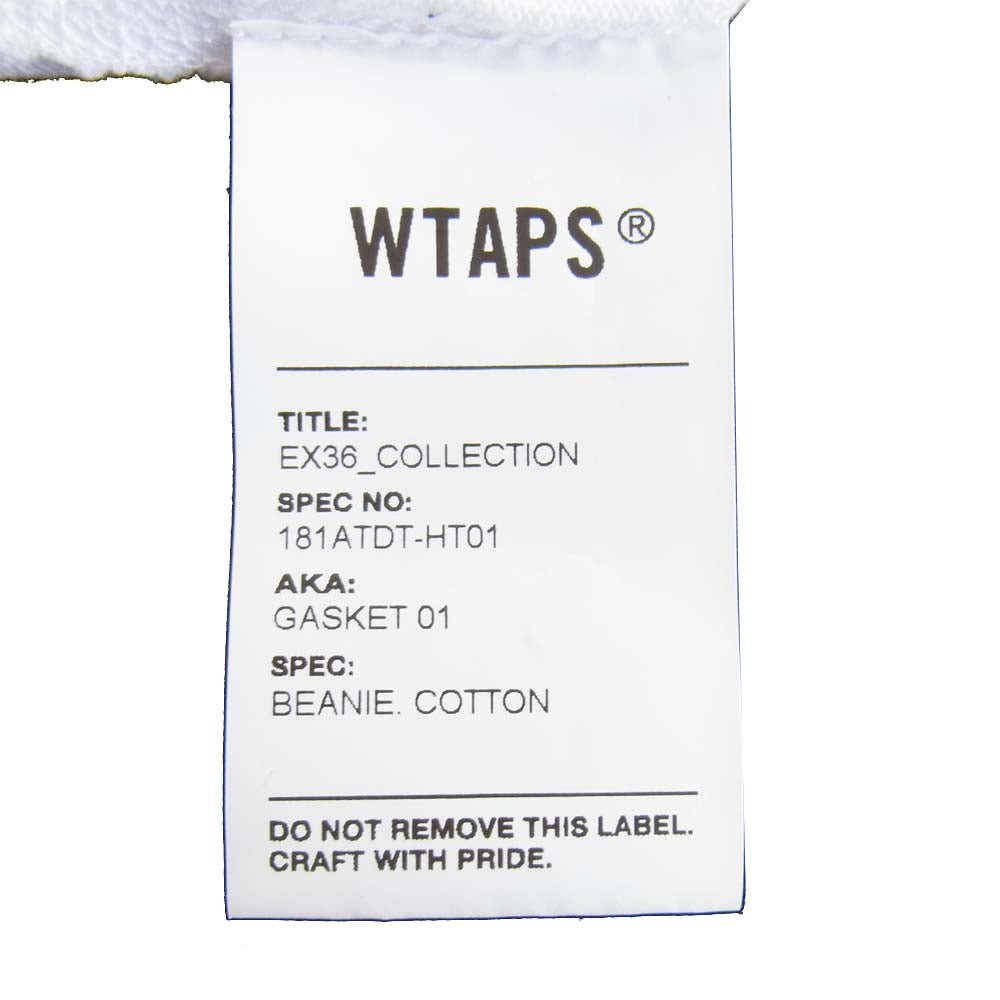 WTAPS®
TITLE:
EX36_COLLECTION
SPEC NO:
181ATDT-HT01
AKA:
GASKET 01
SPEC:
BEANIE. COTTON
DO NOT REMOVE THIS LABEL.
CRAFT WITH PRIDE.